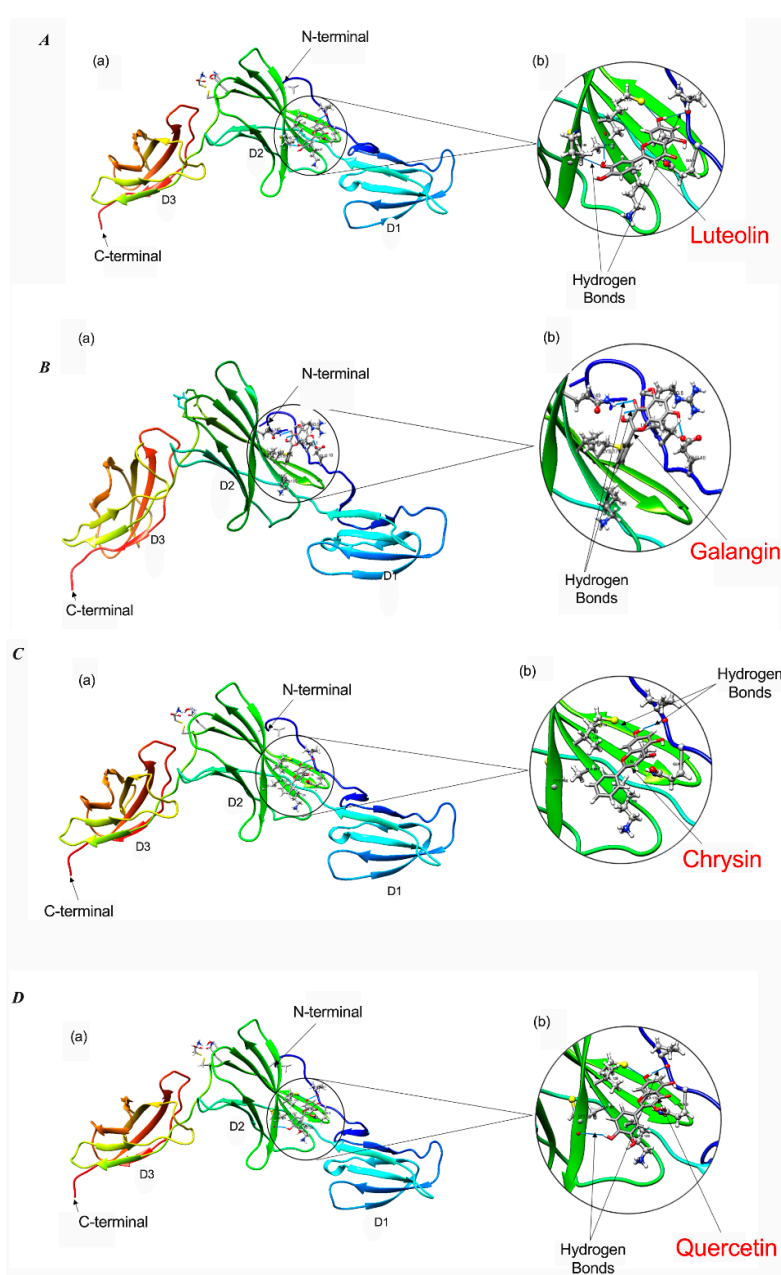 A
(a)
N-terminal
(b)
D2
D3
D1
C-terminal
Luteolin
Hydrogen
Bonds
B
(a)
N-terminal
(b)
D2
D3
D1
C-terminal
Galangin
Hydrogen
Bonds
C
(a)
N-terminal
(b)
Hydrogen
Bonds
D2
D3
D1
C-terminal
Chrysin
D
(a)
N-terminal
(b)
D2
D3
D1
C-terminal
Hydrogen
Bonds
Quercetin